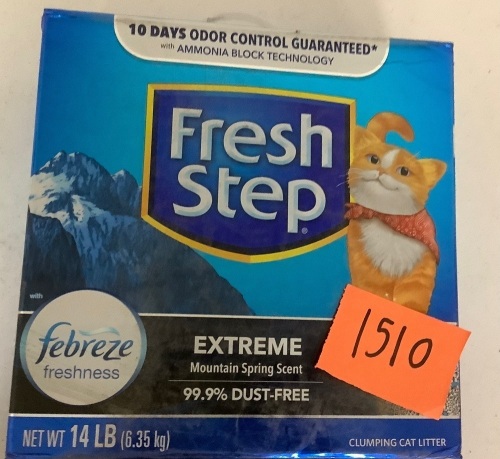 10 DAYS ODOR CONTROL GUARANTEED*
with AMMONIA BLOCK TECHNOLOGY
Fresh
Step®
with
febreze
freshness
EXTREME
Mountain Spring Scent
99.9% DUST-FREE
1510
NET WT 14 LB (6.35 kg)
CLUMPING CAT LITTER